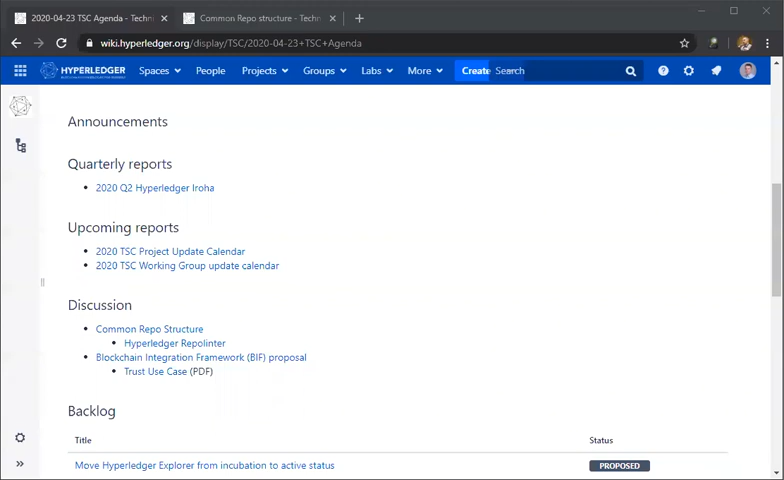 2020-04-23 TSC Agenda - Techn
Common Repo structure - Techn
wiki.hyperledger.org/display/TSC/2020-04-23+TSC+Agenda
HYPERLEDGER
Spaces
People
Projects
Groups
Labs
More
Create
Search
Announcements
Quarterly reports
2020 Q2 Hyperledger Iroha
Upcoming reports
2020 TSC Project Update Calendar
2020 TSC Working Group update calendar
Discussion
Common Repo Structure
Hyperledger Repolinter
Blockchain Integration Framework (BIF) proposal
Trust Use Case (PDF)
Backlog
Title Status
Move Hyperledger Explorer from incubation to active status PROPOSED